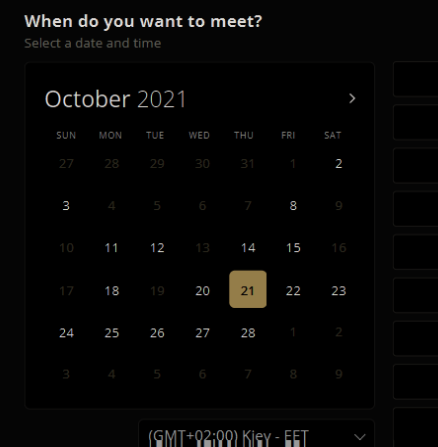 When do you want to meet?
Select a date and time
October 2021
SUN MON TUE WED THU FRI SAT
27 28 29 30 31 1 2
3 4 5 6 7 8 9
10 11 12 13 14 15 16
17 18 19 20 21 22 23
24 25 26 27 28 1 2
3 4 5 6 7 8 9
(GMT+02:00) Kiev - EET